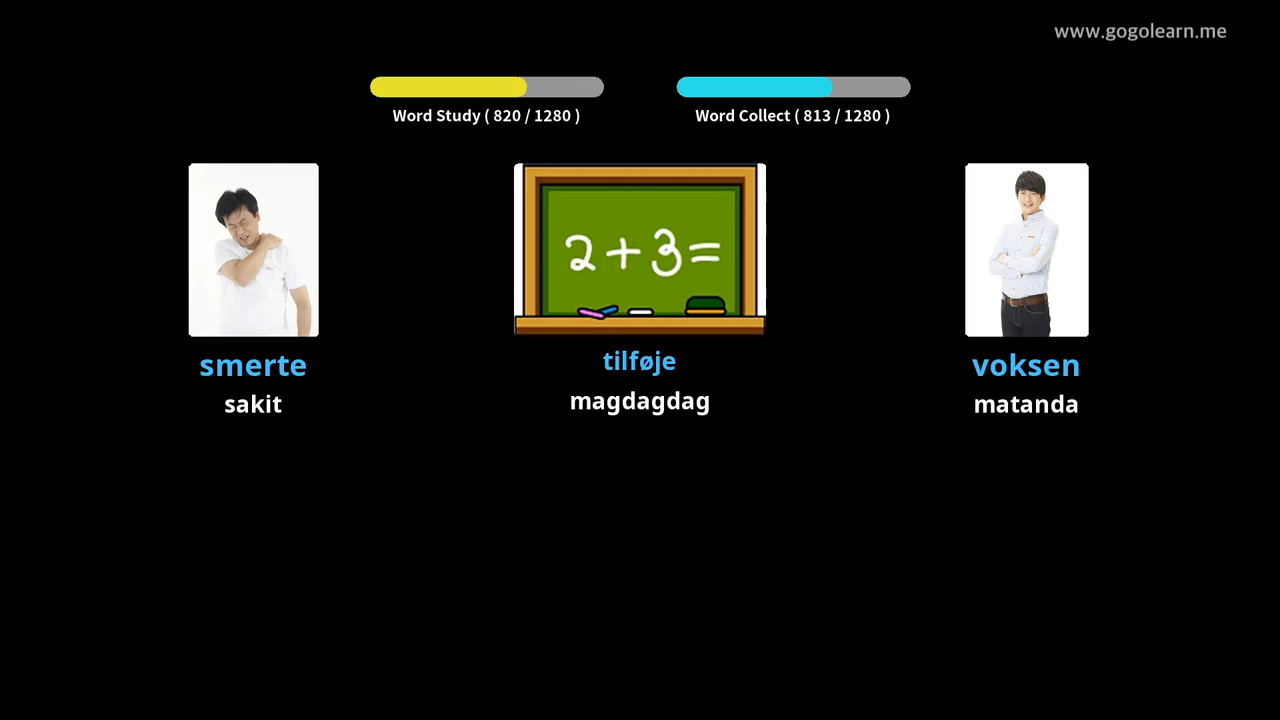 www.gogolearn.me
Word Study ( 820 / 1280 )
Word Collect ( 813 / 1280 )
2+3=
smerte
sakit
tilføje
magdagdag
voksen
matanda